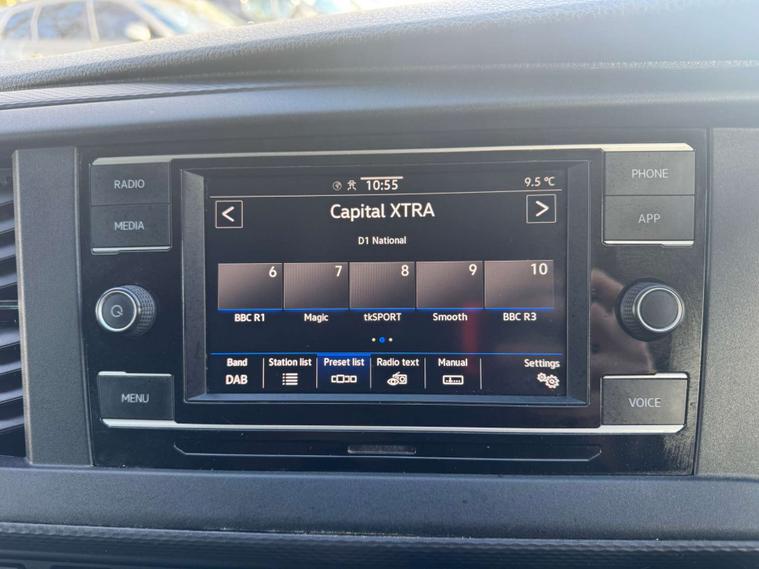 RADIO
MEDIA
MENU
PHONE
APP
VOICE
10:55
9.5 °C
<
Capital XTRA
>
D1 National
6 7 8 9 10
BBC R1 Magic tkSPORT Smooth BBC R3
Band Station list Preset list Radio text Manual Settings
DAB